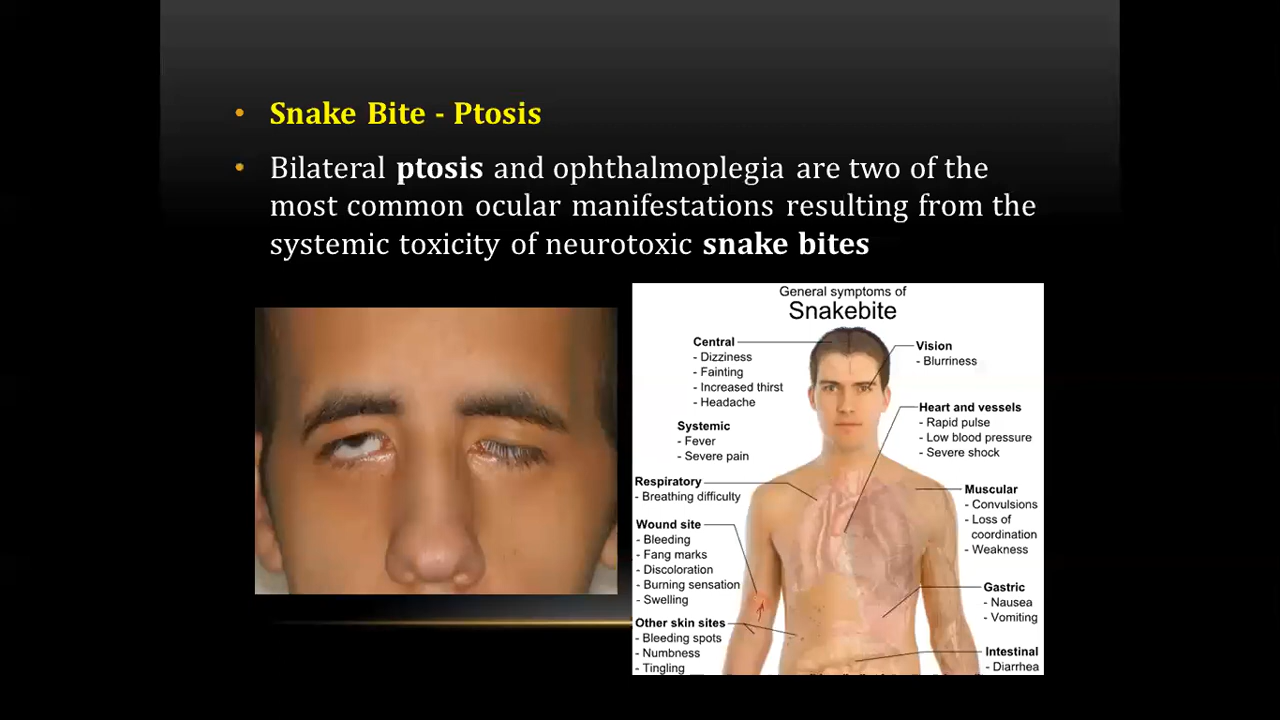 • Snake Bite - Ptosis
• Bilateral ptosis and ophthalmoplegia are two of the
most common ocular manifestations resulting from the
systemic toxicity of neurotoxic snake bites
General symptoms of
Snakebite
Central
- Dizziness
- Fainting
- Increased thirst
- Headache
Vision
- Blurriness
Systemic
- Fever
- Severe pain
Heart and vessels
- Rapid pulse
- Low blood pressure
- Severe shock
Respiratory
- Breathing difficulty
Muscular
- Convulsions
- Loss of
coordination
- Weakness
Wound site
- Bleeding
- Fang marks
- Discoloration
- Burning sensation
- Swelling
Gastric
- Nausea
- Vomiting
Other skin sites
- Bleeding spots
- Numbness
- Tingling
Intestinal
- Diarrhea